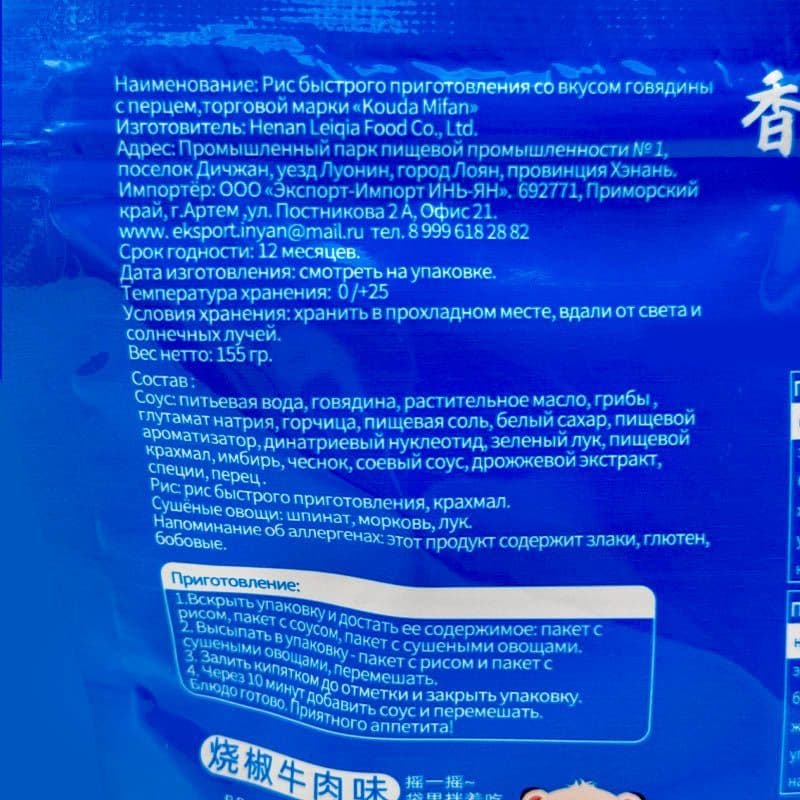 Наименование: Рис быстрого приготовления со вкусом говядины
с перцем,торговой марки «Kouda Mifan»
Изготовитель: Henan Leiqia Food Co., Ltd.
Адрес: Промышленный парк пищевой промышленности №1,
поселок Дичжан, уезд Луонин, город Лоян, провинция Хэнань.
Импортёр: ООО «Экспорт-Импорт ИНЬ-ЯН». 692771, Приморский
край, г.Артем ,ул. Постникова 2 А, Офис 21.
www. eksport.inyan@mail.ru тел. 8 999 618 28 82
Срок годности: 12 месяцев.
Дата изготовления: смотреть на упаковке.
Температура хранения: 0 /+25
Условия хранения: хранить в прохладном месте, вдали от света и
солнечных лучей.
Вес нетто: 155 гр.
Состав :
Соус: питьевая вода, говядина, растительное масло, грибы ,
глутамат натрия, горчица, пищевая соль, белый сахар, пищевой
ароматизатор, динатриевый нуклеотид, зеленый лук, пищевой
крахмал, имбирь, чеснок, соевый соус, дрожжевой экстракт,
специи, перец .
Рис: рис быстрого приготовления, крахмал.
Сушёные овощи: шпинат, морковь, лук.
Напоминание об аллергенах: этот продукт содержит злаки, глютен,
бобовые.
Приготовление:
1.Вскрыть упаковку и достать ее содержимое: пакет с
рисом, пакет с соусом, пакет с сушеными овощами.
2. Высыпать в упаковку - пакет с рисом и пакет с
сушеными овощами, перемешать.
3. Залить кипятком до отметки и закрыть упаковку.
4. Через 10 минут добавить соус и перемешать.
Блюдо готово. Приятного аппетита!
香
烧椒牛肉味
摇一摇~